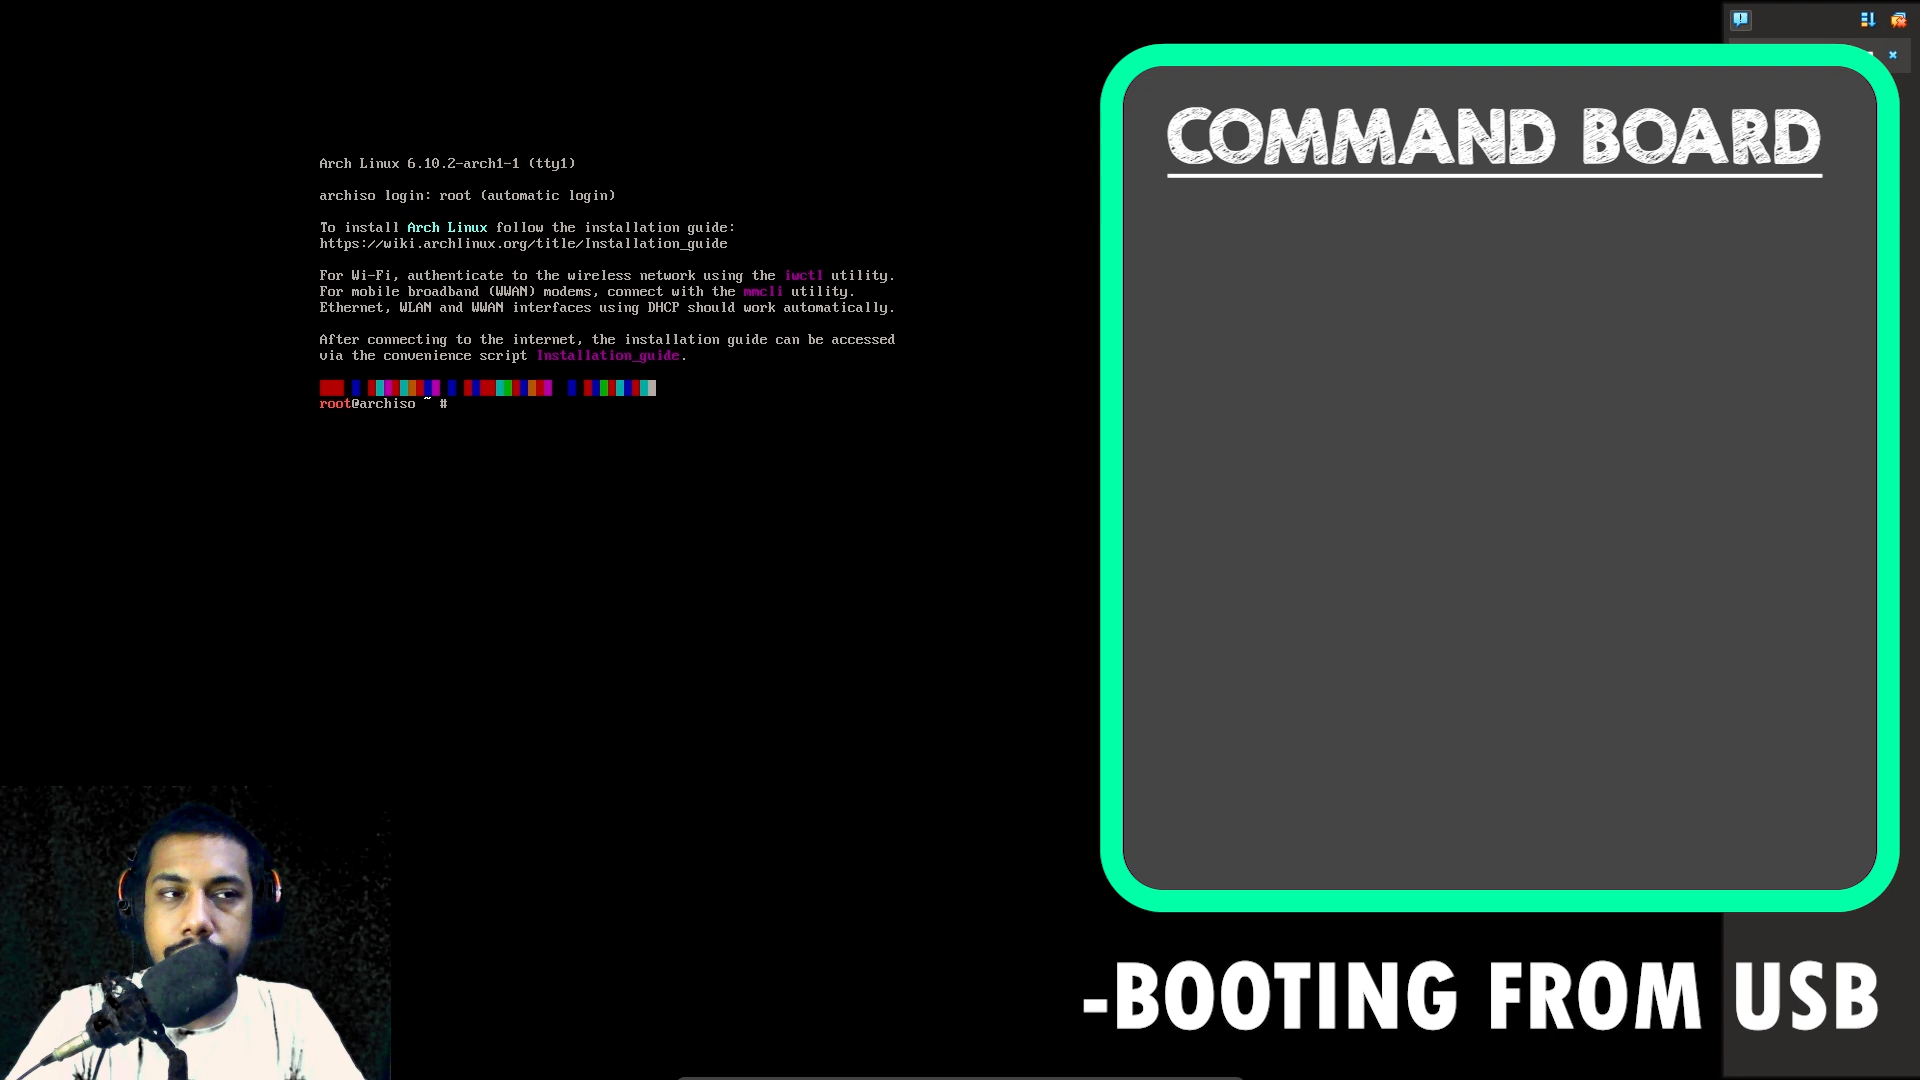 Arch Linux 6.10.2-arch1-1 (tty1)
archiso login: root (automatic login)
To install Arch Linux follow the installation guide:
https://wiki.archlinux.org/title/Installation_guide
For Wi-Fi, authenticate to the wireless network using the iwctl utility.
For mobile broadband (WWAN) modems, connect with the mmcli utility.
Ethernet, WLAN and WWAN interfaces using DHCP should work automatically.
After connecting to the internet, the installation guide can be accessed
via the convenience script Installation_guide.
root@archiso ~ #
COMMAND BOARD
-BOOTING FROM USB